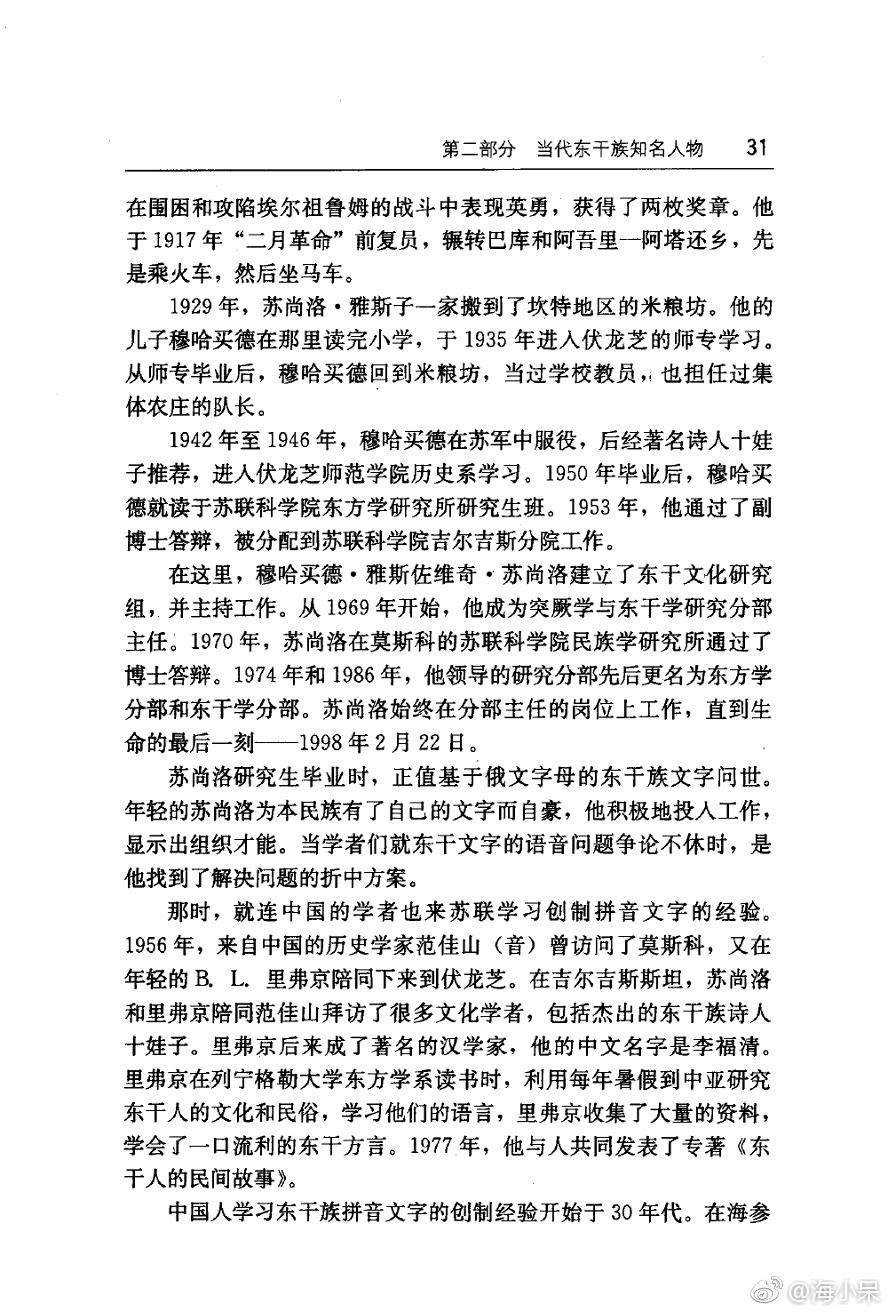 第二部分 当代东干族知名人物 31
在围困和攻陷埃尔祖鲁姆的战斗中表现英勇，获得了两枚奖章。他
于 1917 年“二月革命”前复员，辗转巴库和阿吾里—阿塔还乡，先
是乘火车，然后坐马车。
1929 年，苏尚洛·雅斯子一家搬到了坎特地区的米粮坊。他的
儿子穆哈买德在那里读完小学，于 1935 年进入伏龙芝的师专学习。
从师专毕业后，穆哈买德回到米粮坊，当过学校教员，也担任过集
体农庄的队长。
1942 年至 1946 年，穆哈买德在苏军中服役，后经著名诗人十娃
子推荐，进入伏龙芝师范学院历史系学习。1950 年毕业后，穆哈买
德就读于苏联科学院东方学研究所研究生班。1953 年，他通过了副
博士答辩，被分配到苏联科学院吉尔吉斯分院工作。
在这里，穆哈买德·雅斯佐维奇·苏尚洛建立了东干文化研究
组，并主持工作。从 1969 年开始，他成为突厥学与东干学研究分部
主任。1970 年，苏尚洛在莫斯科的苏联科学院民族学研究所通过了
博士答辩。1974 年和 1986 年，他领导的研究分部先后更名为东方学
分部和东干学分部。苏尚洛始终在分部主任的岗位上工作，直到生
命的最后一刻——1998 年 2 月 22 日。
苏尚洛研究生毕业时，正值基于俄文字母的东干族文字问世。
年轻的苏尚洛为本民族有了自己的文字而自豪，他积极地投入工作，
显示出组织才能。当学者们就东干文字的语音问题争论不休时，是
他找到了解决问题的折中方案。
那时，就连中国的学者也来苏联学习创制拼音文字的经验。
1956 年，来自中国的历史学家范佳山（音）曾访问了莫斯科，又在
年轻的 B. L. 里弗京陪同下来到伏龙芝。在吉尔吉斯斯坦，苏尚洛
和里弗京陪同范佳山拜访了很多文化学者，包括杰出的东干族诗人
十娃子。里弗京后来成了著名的汉学家，他的中文名字是李福清。
里弗京在列宁格勒大学东方学系读书时，利用每年暑假到中亚研究
东干人的文化和民俗，学习他们的语言，里弗京收集了大量的资料，
学会了一口流利的东干方言。1977 年，他与人共同发表了专著《东
干人的民间故事》。
中国人学习东干族拼音文字的创制经验开始于 30 年代。在海参
@海小呆